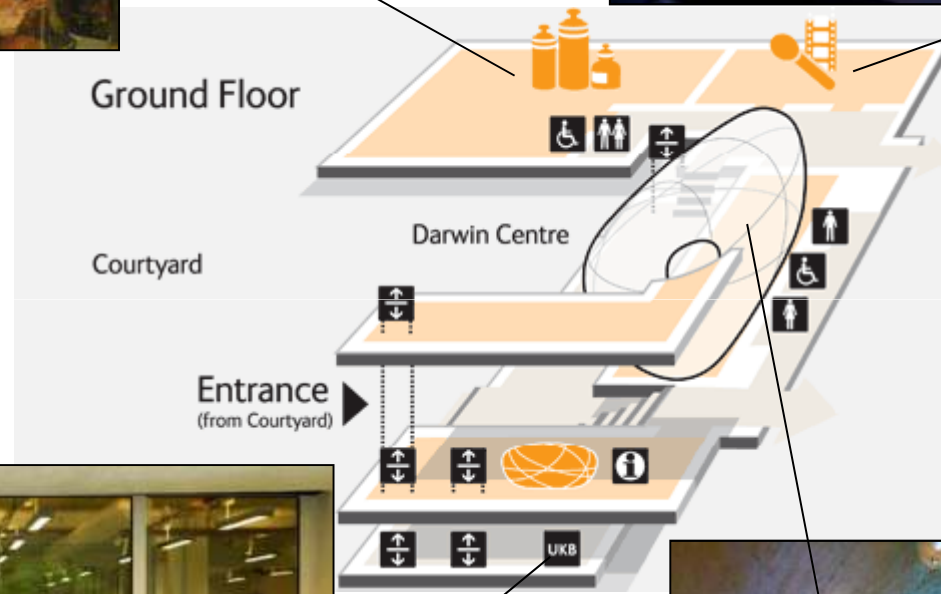 Ground Floor
Darwin Centre
Courtyard
Entrance
(from Courtyard)
i
UKB